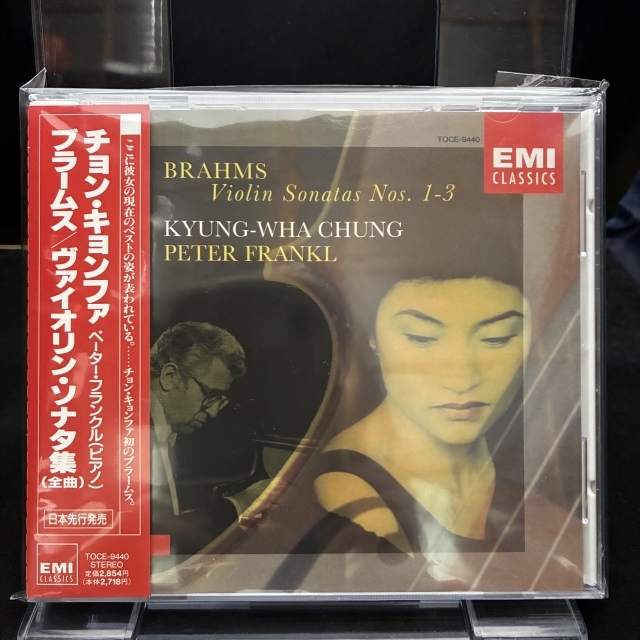 TOCE-9440
EMI
CLASSICS
BRAHMS
Violin Sonatas Nos. 1-3
KYUNG-WHA CHUNG
PETER FRANKL
ここに彼女の現在のベストの姿が表われている。……チョン・キョンファ初のブラームス。
チョン・キョンファ ペーター・フランクル(ピアノ)
ブラームス/ヴァイオリン・ソナタ集(全曲)
日本先行発売
EMI
CLASSICS
TOCE-9440
STEREO
定価2,854円
(本体2,718円)